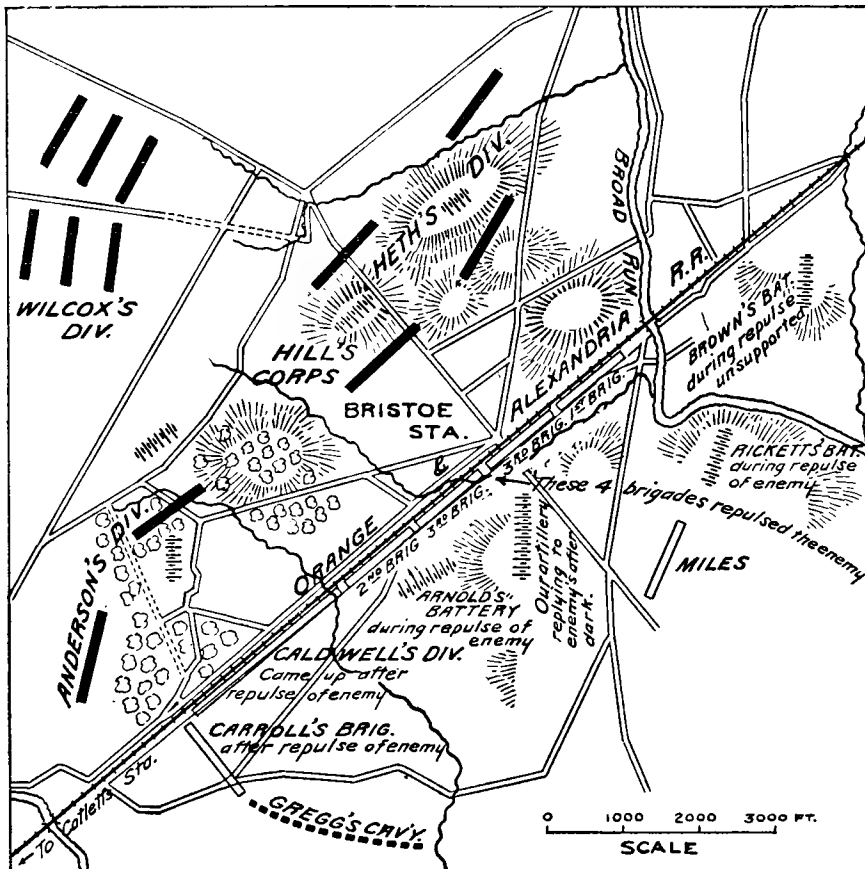 HETH'S DIV.
BROAD RUN
WILCOX'S
DIV.
HILL'S
CORPS
BRISTOE
STA.
ORANGE & ALEXANDRIA R.R.
BROWN'S BAT.
during repulse
unsupported.
1ST BRIG.
3RD BRIG.
3RD BRIG.
2ND BRIG.
RICKETT'S BAT.
during repulse
of enemy
These 4 brigades repulsed the enemy
MILES
Our artillery
replying to
enemy's after
dark.
ARNOLD'S
BATTERY
during repulse of
enemy
ANDERSON'S DIV.
CALDWELL'S DIV.
Came up after
repulse of enemy
CARROLL'S BRIG.
after repulse of enemy
GREGG'S CAV'Y.
To Catletts Sta.
0 1000 2000 3000 FT.
SCALE